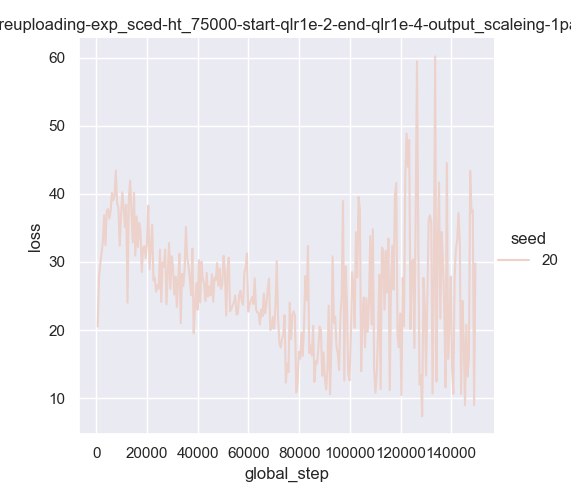 reuploading-exp_sced-ht_75000-start-qlr1e-2-end-qlr1e-4-output_scaleing-1pa
60
50
40
30
20
10
loss
0 20000 40000 60000 80000 100000 120000 140000
global_step
seed
20